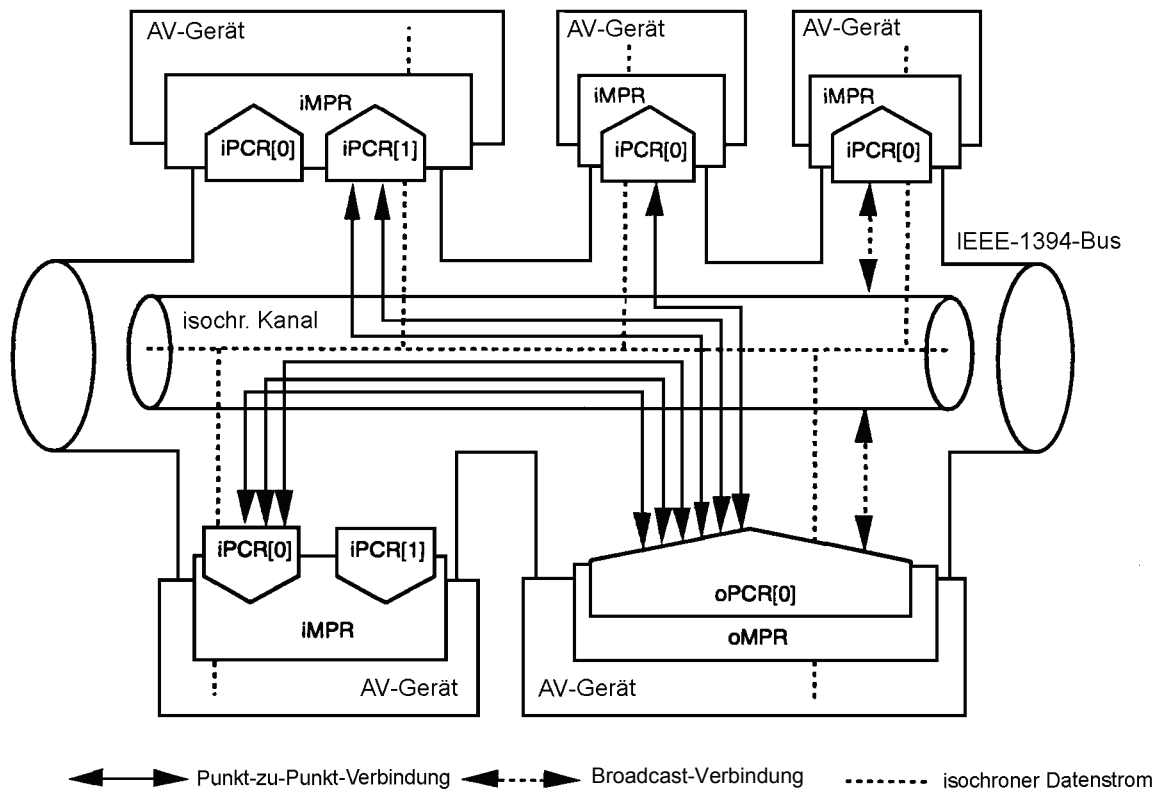 AV-Gerät
AV-Gerät
AV-Gerät
iMPR
iMPR
iMPR
iPCR[0]
iPCR[1]
iPCR[0]
iPCR[0]
IEEE-1394-Bus
isochr. Kanal
iPCR[0]
iPCR[1]
oPCR[0]
iMPR
oMPR
AV-Gerät
AV-Gerät
Punkt-zu-Punkt-Verbindung
Broadcast-Verbindung
isochroner Datenstrom